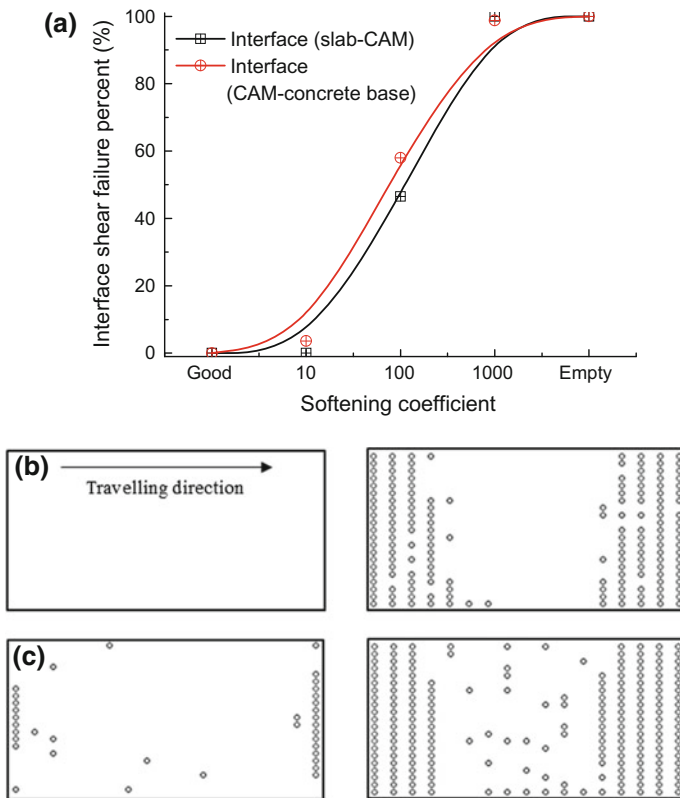 (a)
Interface shear failure percent (%)
100
80
60
40
20
0
Interface (slab-CAM)
Interface
(CAM-concrete base)
Good
10
100
1000
Empty
Softening coefficient
(b)
Travelling direction
(c)